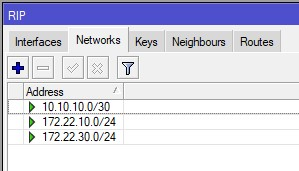 RIP
Interfaces Networks Keys Neighbours Routes
Address
10.10.10.0/30
172.22.10.0/24
172.22.30.0/24